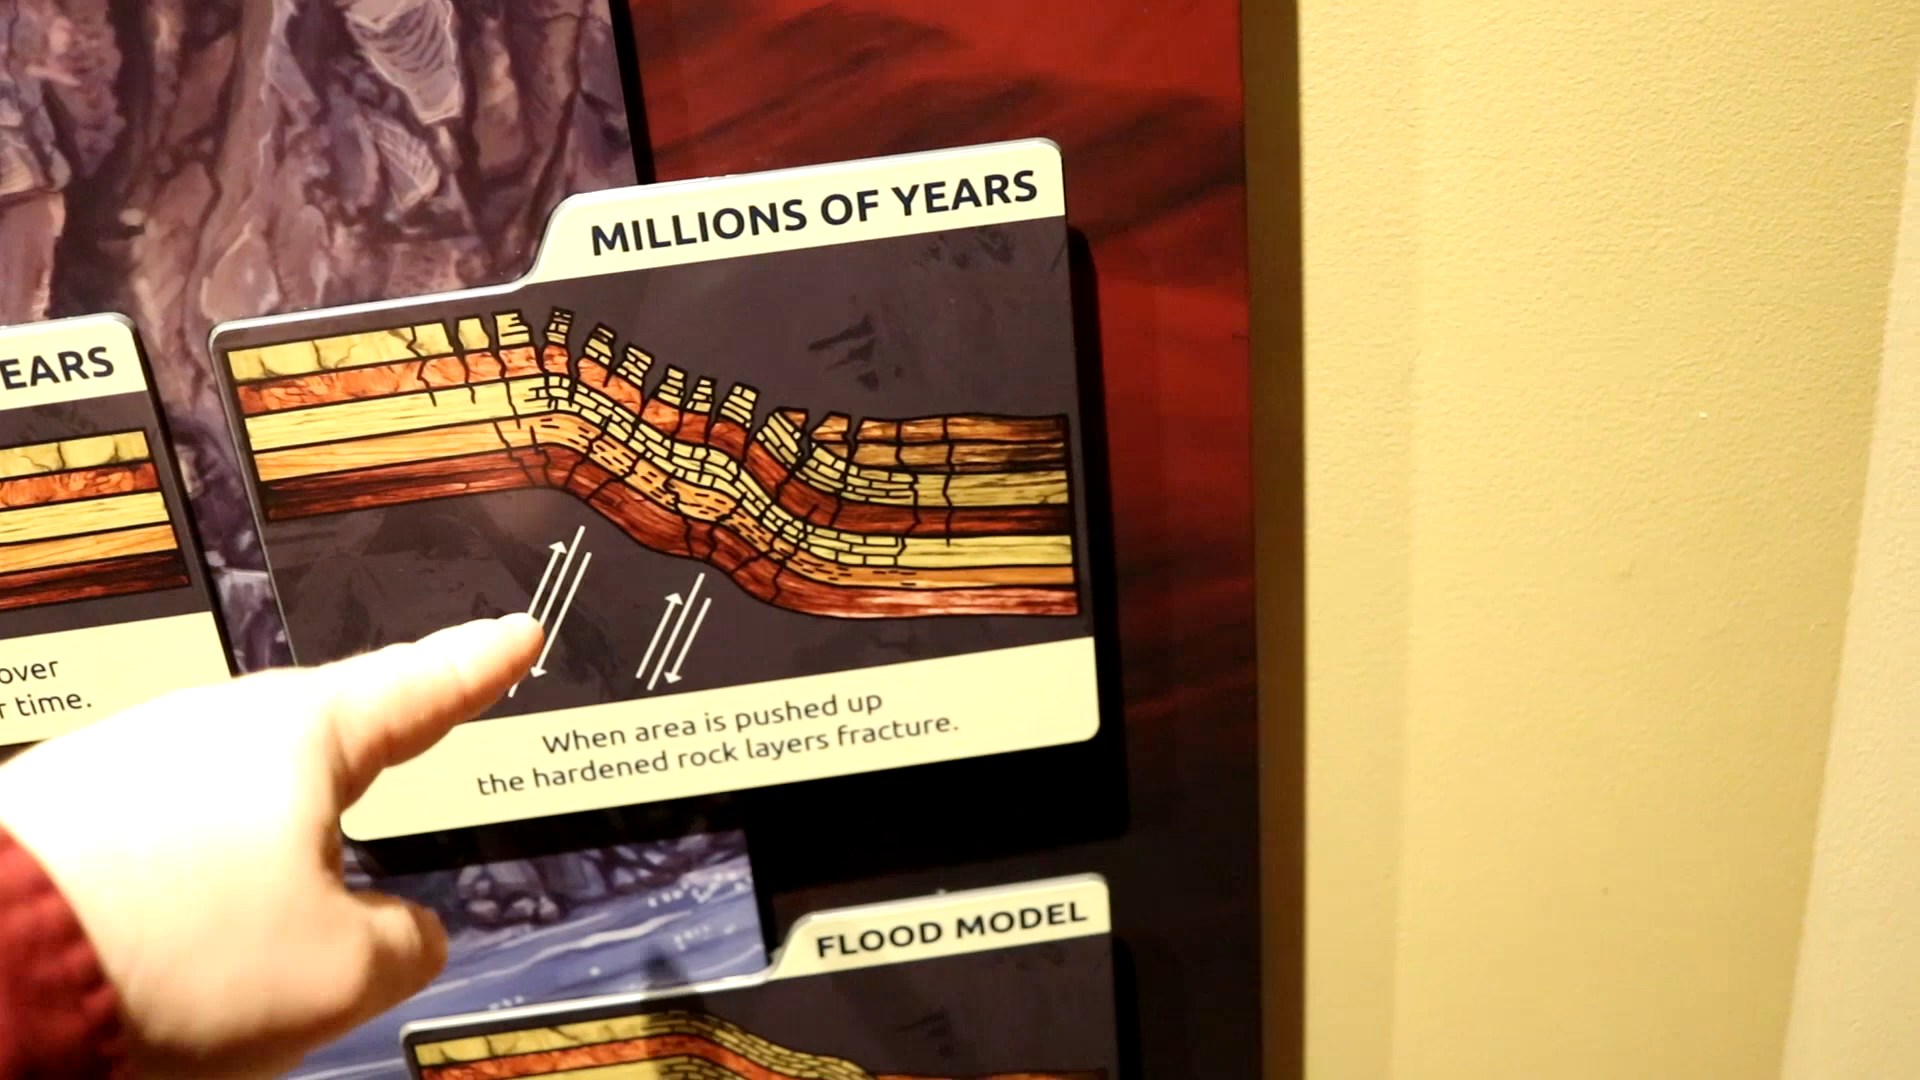 MILLIONS OF YEARS
EARS
over
time.
When area is pushed up
the hardened rock layers fracture.
FLOOD MODEL